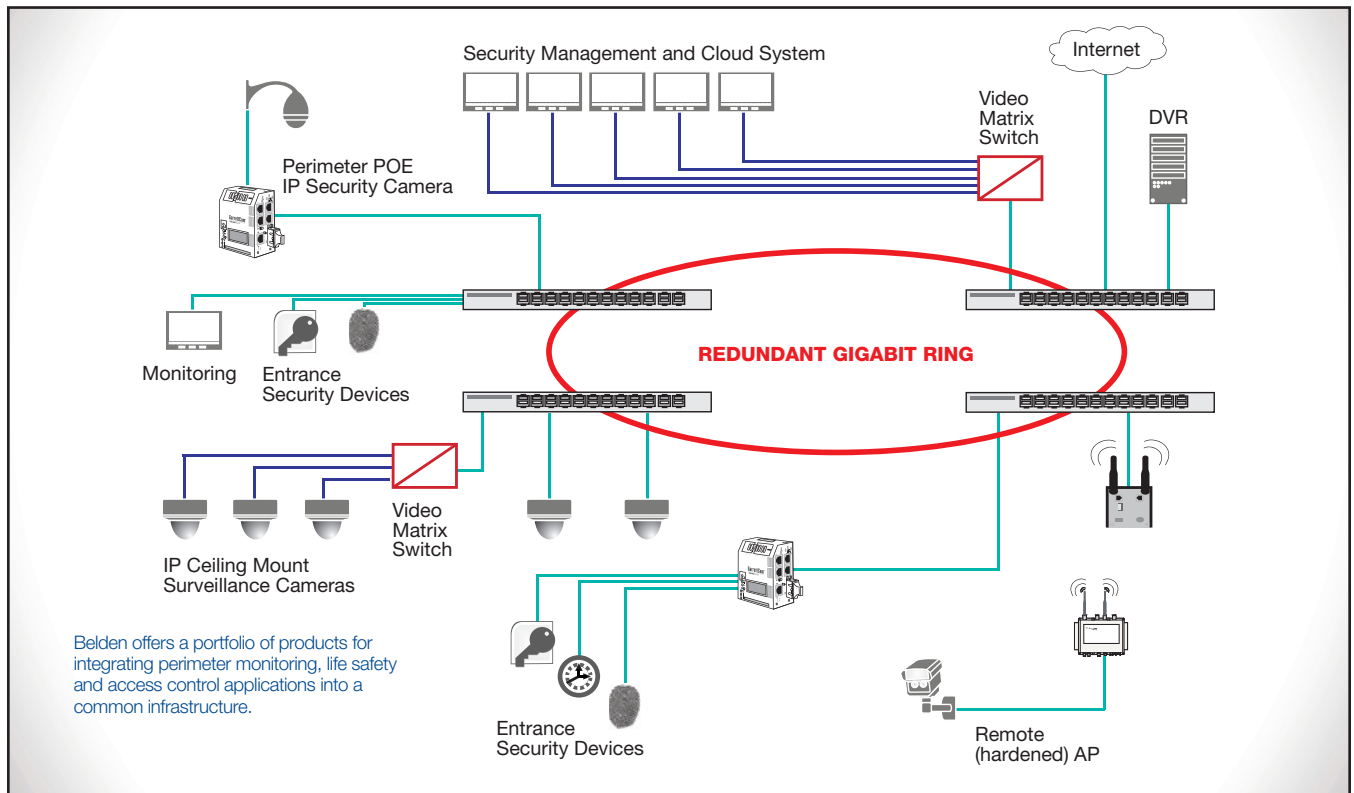 Security Management and Cloud System
Internet
Video
Matrix
Switch
DVR
Perimeter POE
IP Security Camera
REDUNDANT GIGABIT RING
Monitoring
Entrance
Security Devices
Video
Matrix
Switch
IP Ceiling Mount
Surveillance Cameras
Belden offers a portfolio of products for
integrating perimeter monitoring, life safety
and access control applications into a
common infrastructure.
Entrance
Security Devices
Remote
(hardened) AP